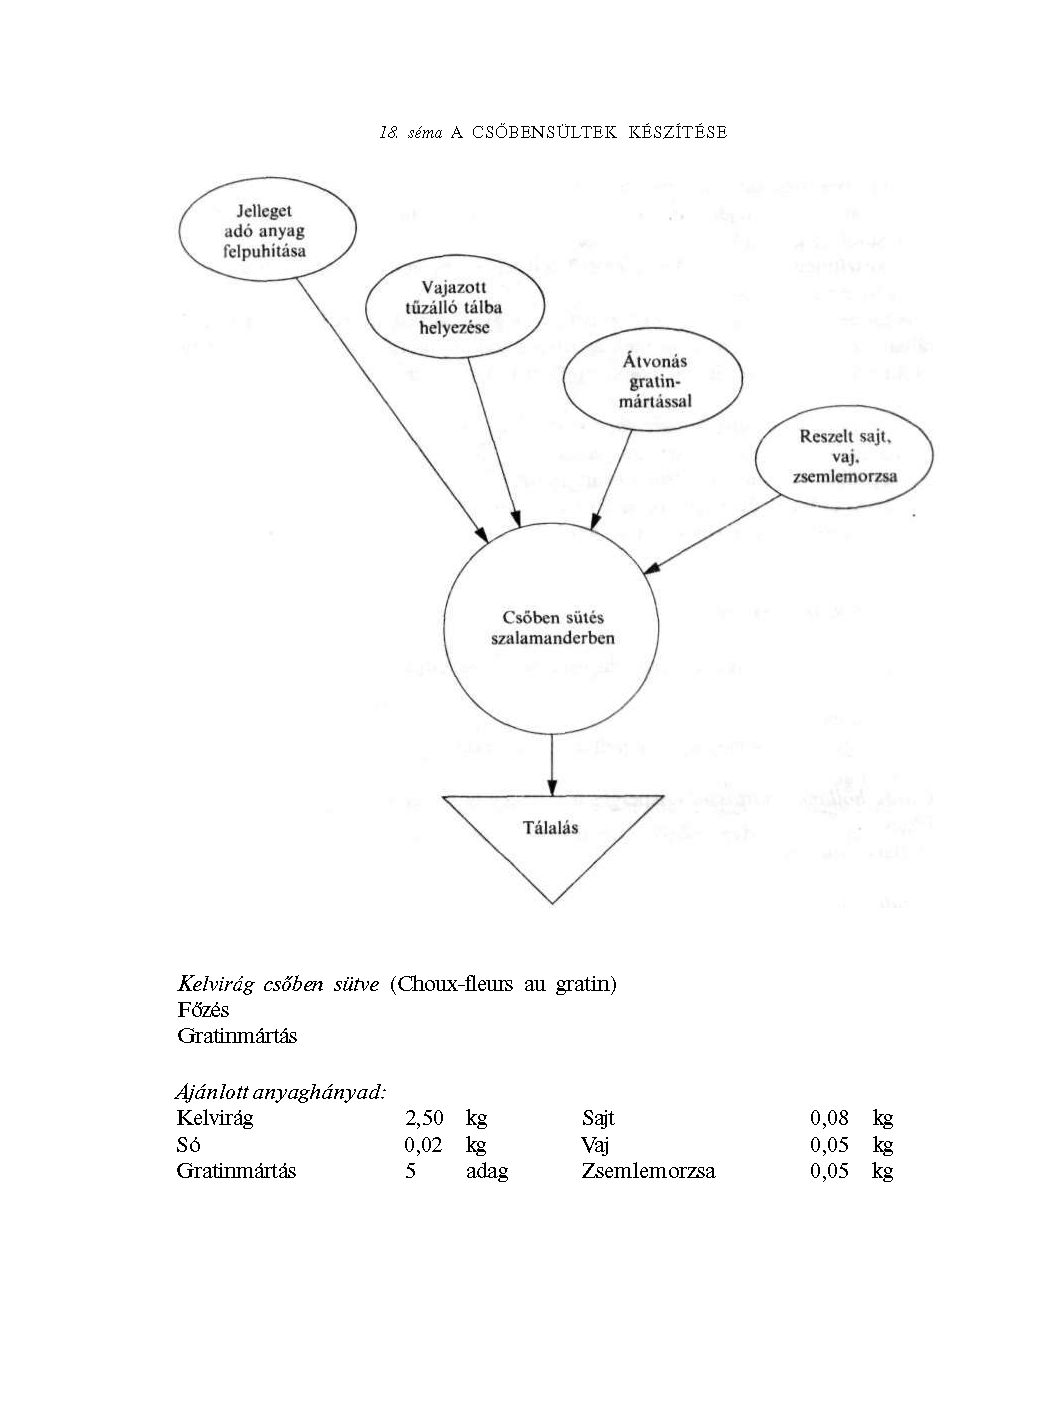 18. séma A CSŐBENSÜLTEK KÉSZÍTÉSE
Jelleget
adó anyag
felpuhítása
Vajazott
tűzálló tálba
helyezése
Átvonás
gratin-
mártással
Reszelt sajt,
vaj,
zsemlemorzsa
Csőben sütés
szalamanderben
Tálalás
Kelvirág csőben sütve (Choux-fleurs au gratin)
Főzés
Gratinmártás
Ajánlott anyaghányad:
Kelvirág 2,50 kg Sajt 0,08 kg
Só 0,02 kg Vaj 0,05 kg
Gratinmártás 5 adag Zsemlemorzsa 0,05 kg